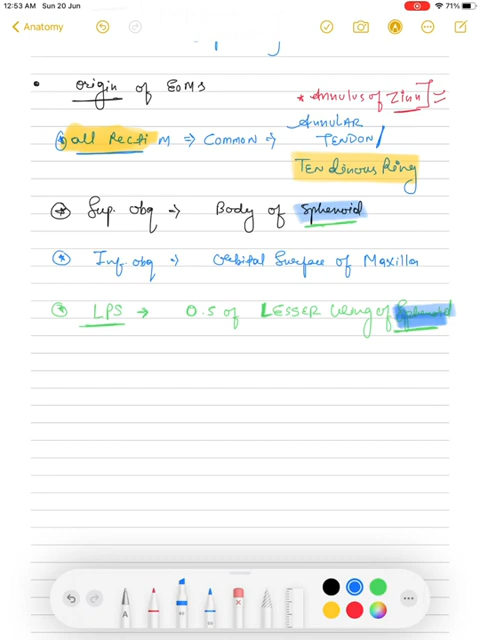 12:53 AM Sun 20 Jun
71%
Anatomy
• Origin of EOMS
* Annulus of Zinn
* all Recti M ⇒ Common ⇒ ANNULAR TENDON /
Tendinous Ring
* Sup. obq → Body of Sphenoid
* Inf. obq → Orbital Surface of Maxilla
* LPS → O.S of LESSER wing of Sphenoid
A